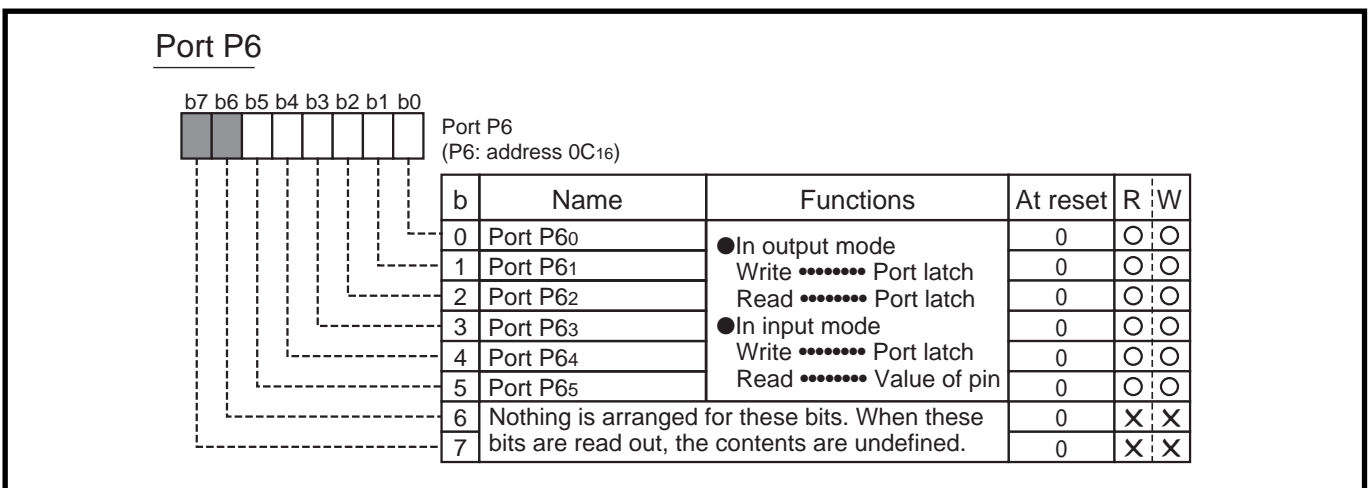 Port P6
b7 b6 b5 b4 b3 b2 b1 b0
Port P6
(P6: address 0C16)
b Name Functions At reset R W
0 Port P60 0 O O
1 Port P61 0 O O
2 Port P62 0 O O
3 Port P63 0 O O
4 Port P64 0 O O
5 Port P65 0 O O
●In output mode
Write •••••••• Port latch
Read •••••••• Port latch
●In input mode
Write •••••••• Port latch
Read •••••••• Value of pin
6 Nothing is arranged for these bits. When these 0 X X
7 bits are read out, the contents are undefined. 0 X X